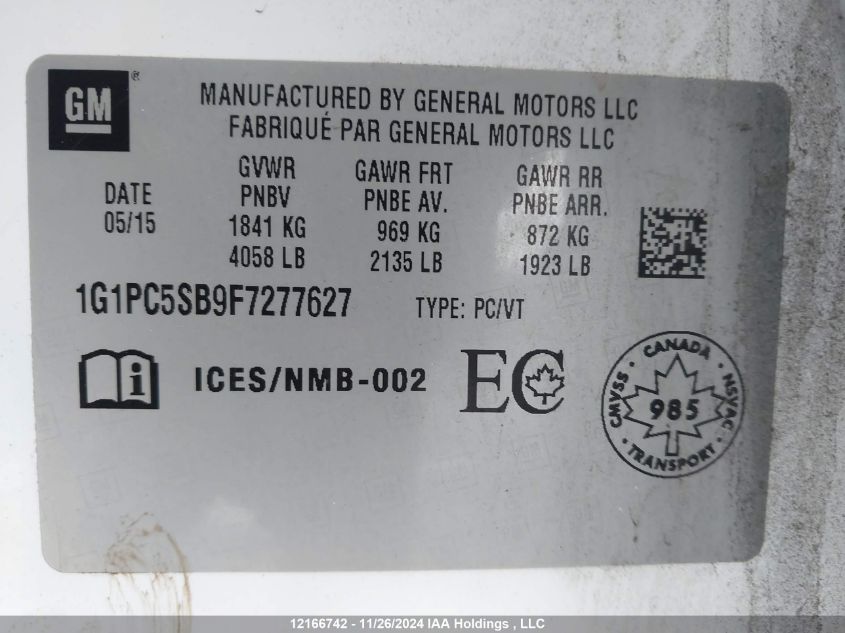 GM ®
MANUFACTURED BY GENERAL MOTORS LLC
FABRIQUÉ PAR GENERAL MOTORS LLC
DATE
05/15
GVWR
PNBV
1841 KG
4058 LB
GAWR FRT
PNBE AV.
969 KG
2135 LB
GAWR RR
PNBE ARR.
872 KG
1923 LB
1G1PC5SB9F7277627 TYPE: PC/VT
i ICES/NMB-002 EC
CANADA
CMVSS · NSVAC
985
· TRANSPORT ·
12166742 - 11/26/2024 IAA Holdings , LLC